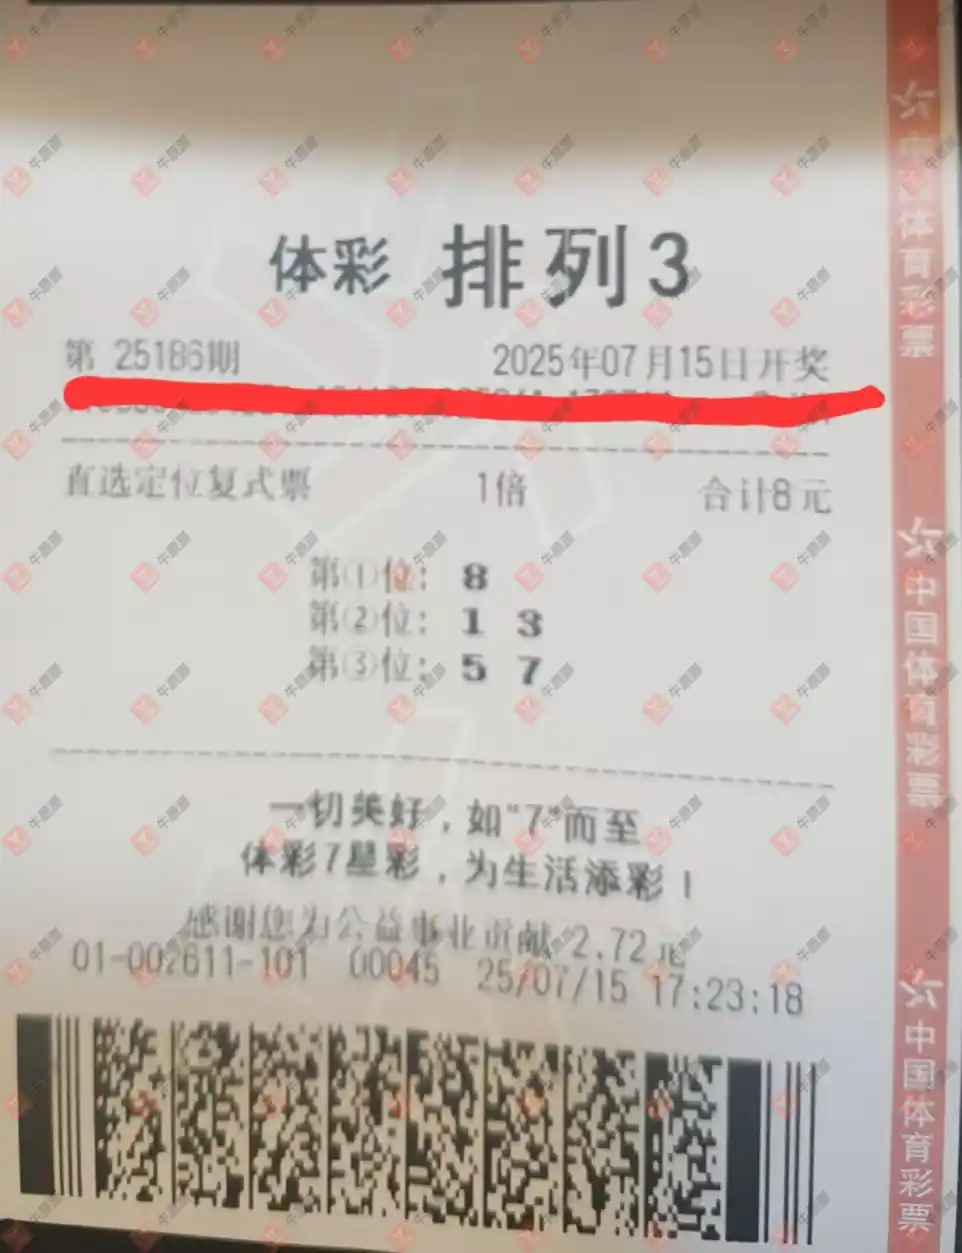 体彩 排列3
第 25186期 2025年07月15日开奖
直选定位复式票 1倍 合计8元
第①位: 8
第②位: 1 3
第③位: 5 7
一切美好，如“7”而至
体彩7星彩，为生活添彩！
感谢您为公益事业贡献 2.72元
01-002611-101 00045 25/07/15 17:23:18
中国体育彩票
中国体育彩票
中国体育彩票